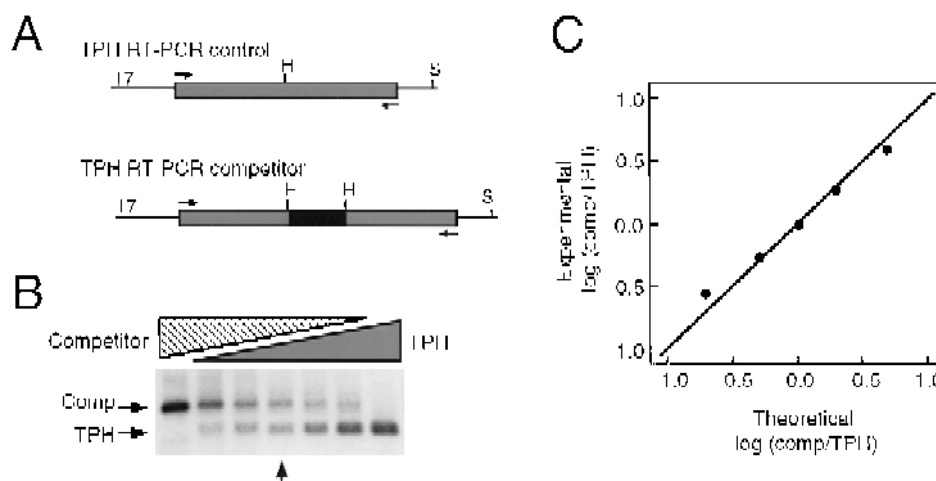 A
TPH RT-PCR control
T7
H
S
TPH RT PCR competitor
T7
H
H
S
B
Competitor
TPH
Comp
TPH
C
Experimental
log (comp/TPH)
1.0
0.5
0.0
0.5
1.0
1.0
0.5
0.0
0.5
1.0
Theoretical
log (comp/TPH)